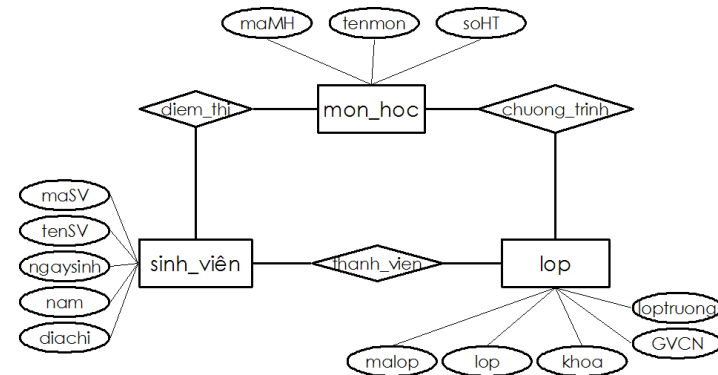 maMH
tenmon
soHT
diem_thi
mon_hoc
chuong_trinh
maSV
tenSV
ngaysinh
nam
diachi
sinh_viên
thanh_vien
lop
loptruong
GVCN
malop
lop
khoa